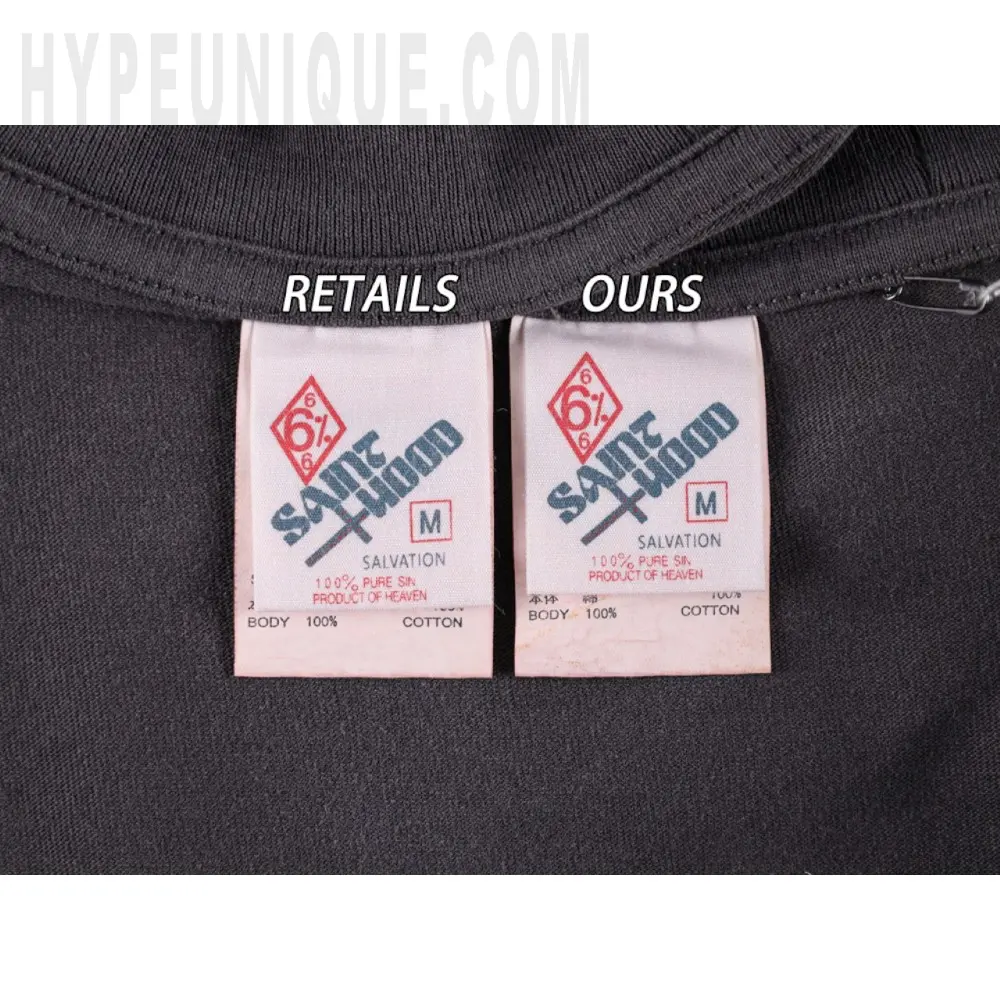 HYPEUNIQUE.COM
RETAILS
OURS
6
6%
6
SAINT
HOOD
M
SALVATION
100% PURE SIN
PRODUCT OF HEAVEN
BODY 100% COTTON
6
6%
6
SAINT
HOOD
M
SALVATION
100% PURE SIN
PRODUCT OF HEAVEN
本体 綿 100%
BODY 100% COTTON